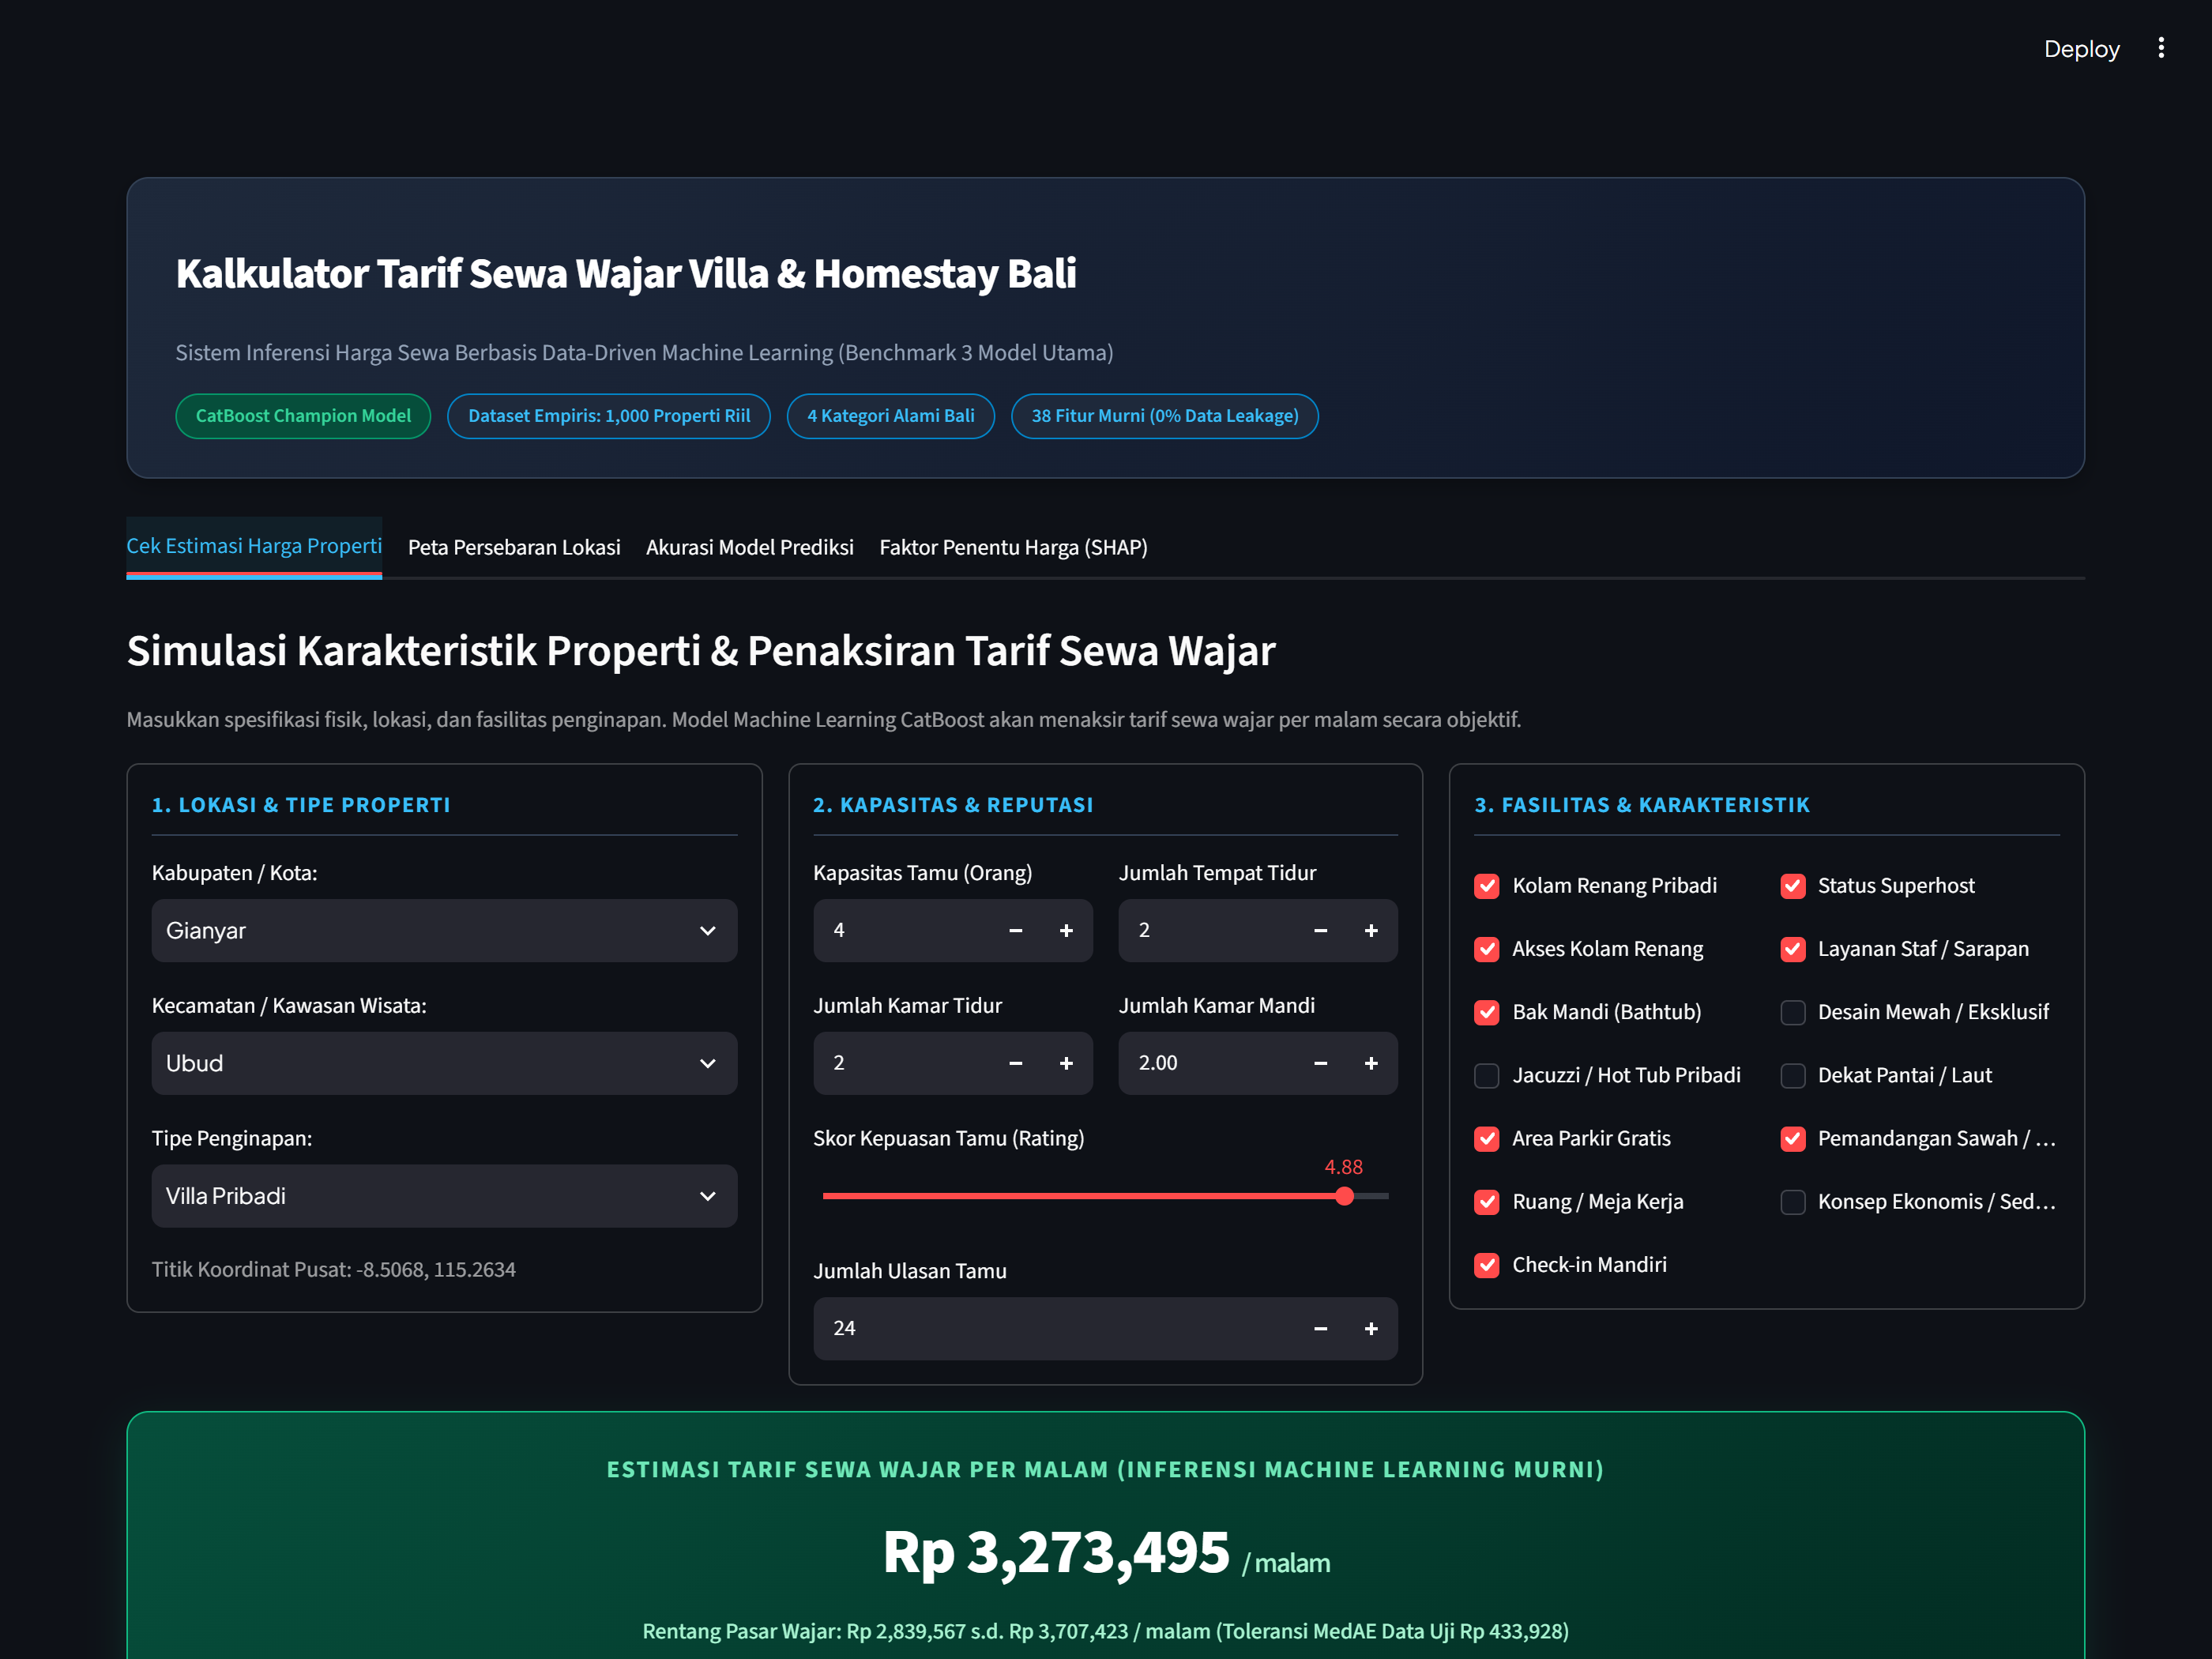 Deploy
Kalkulator Tarif Sewa Wajar Villa & Homestay Bali
Sistem Inferensi Harga Sewa Berbasis Data-Driven Machine Learning (Benchmark 3 Model Utama)
CatBoost Champion Model
Dataset Empiris: 1,000 Properti Riil
4 Kategori Alami Bali
38 Fitur Murni (0% Data Leakage)
Cek Estimasi Harga Properti
Peta Persebaran Lokasi
Akurasi Model Prediksi
Faktor Penentu Harga (SHAP)
Simulasi Karakteristik Properti & Penaksiran Tarif Sewa Wajar
Masukkan spesifikasi fisik, lokasi, dan fasilitas penginapan. Model Machine Learning CatBoost akan menaksir tarif sewa wajar per malam secara objektif.
1. LOKASI & TIPE PROPERTI
Kabupaten / Kota:
Gianyar
Kecamatan / Kawasan Wisata:
Ubud
Tipe Penginapan:
Villa Pribadi
Titik Koordinat Pusat: -8.5068, 115.2634
2. KAPASITAS & REPUTASI
Kapasitas Tamu (Orang)
4
Jumlah Tempat Tidur
2
Jumlah Kamar Tidur
2
Jumlah Kamar Mandi
2.00
Skor Kepuasan Tamu (Rating)
4.88
Jumlah Ulasan Tamu
24
3. FASILITAS & KARAKTERISTIK
Kolam Renang Pribadi
Akses Kolam Renang
Bak Mandi (Bathtub)
Jacuzzi / Hot Tub Pribadi
Area Parkir Gratis
Ruang / Meja Kerja
Check-in Mandiri
Status Superhost
Layanan Staf / Sarapan
Desain Mewah / Eksklusif
Dekat Pantai / Laut
Pemandangan Sawah / ...
Konsep Ekonomis / Sed...
ESTIMASI TARIF SEWA WAJAR PER MALAM (INFERENSI MACHINE LEARNING MURNI)
Rp 3,273,495 / malam
Rentang Pasar Wajar: Rp 2,839,567 s.d. Rp 3,707,423 / malam (Toleransi MedAE Data Uji Rp 433,928)